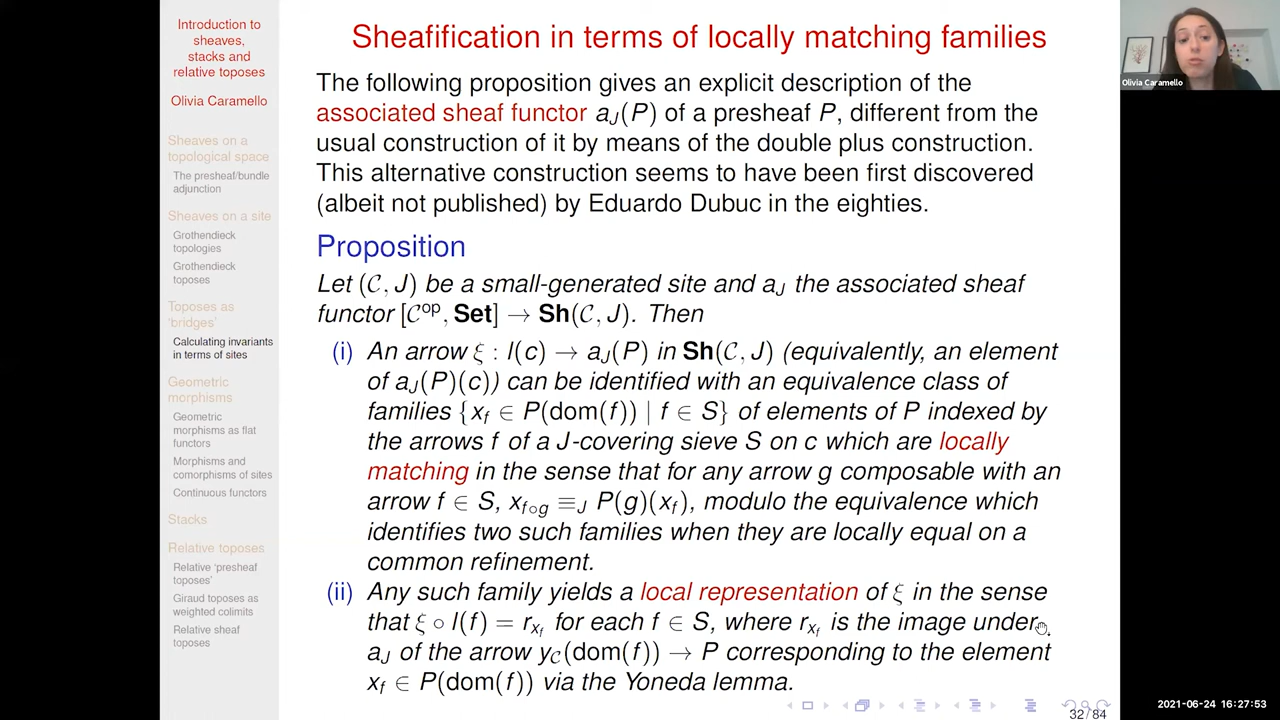 Introduction to
sheaves,
stacks and
relative toposes
Olivia Caramello
Sheaves on a
topological space
The presheaf/bundle
adjunction
Sheaves on a site
Grothendieck
topologies
Grothendieck
toposes
Toposes as
‘bridges’
Calculating invariants
in terms of sites
Geometric
morphisms
Geometric
morphisms as flat
functors
Morphisms and
comorphisms of sites
Continuous functors
Stacks
Relative toposes
Relative ‘presheaf
toposes’
Giraud toposes as
weighted colimits
Relative sheaf
toposes
Sheafification in terms of locally matching families
The following proposition gives an explicit description of the
associated sheaf functor a_J(P) of a presheaf P, different from the
usual construction of it by means of the double plus construction.
This alternative construction seems to have been first discovered
(albeit not published) by Eduardo Dubuc in the eighties.
Proposition
Let (𝒞, J) be a small-generated site and a_J the associated sheaf
functor [𝒞^op, Set] → Sh(𝒞, J). Then
(i) An arrow ξ : l(c) → a_J(P) in Sh(𝒞, J) (equivalently, an element
of a_J(P)(c)) can be identified with an equivalence class of
families {x_f ∈ P(dom(f)) | f ∈ S} of elements of P indexed by
the arrows f of a J-covering sieve S on c which are locally
matching in the sense that for any arrow g composable with an
arrow f ∈ S, x_{f∘g} ≡_J P(g)(x_f), modulo the equivalence which
identifies two such families when they are locally equal on a
common refinement.
(ii) Any such family yields a local representation of ξ in the sense
that ξ ∘ l(f) = r_{x_f} for each f ∈ S, where r_{x_f} is the image under
a_J of the arrow y_𝒞(dom(f)) → P corresponding to the element
x_f ∈ P(dom(f)) via the Yoneda lemma.
32 / 84
Olivia Caramello
2021-06-24 16:27:53